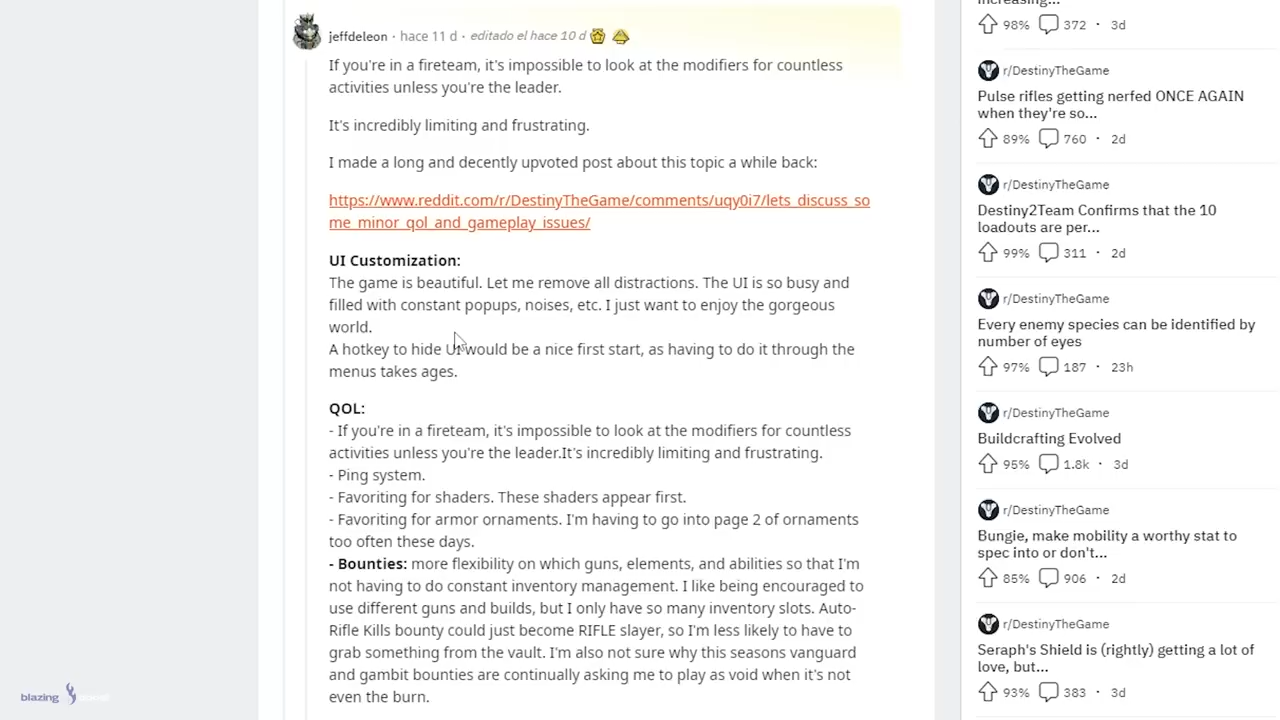 jeffdeleon · hace 11 d · editado el hace 10 d
If you're in a fireteam, it's impossible to look at the modifiers for countless
activities unless you're the leader.
It's incredibly limiting and frustrating.
I made a long and decently upvoted post about this topic a while back:
https://www.reddit.com/r/DestinyTheGame/comments/uqy0i7/lets_discuss_so
me_minor_qol_and_gameplay_issues/
UI Customization:
The game is beautiful. Let me remove all distractions. The UI is so busy and
filled with constant popups, noises, etc. I just want to enjoy the gorgeous
world.
A hotkey to hide UI would be a nice first start, as having to do it through the
menus takes ages.
QOL:
- If you're in a fireteam, it's impossible to look at the modifiers for countless
activities unless you're the leader.It's incredibly limiting and frustrating.
- Ping system.
- Favoriting for shaders. These shaders appear first.
- Favoriting for armor ornaments. I'm having to go into page 2 of ornaments
too often these days.
- Bounties: more flexibility on which guns, elements, and abilities so that I'm
not having to do constant inventory management. I like being encouraged to
use different guns and builds, but I only have so many inventory slots. Auto-
Rifle Kills bounty could just become RIFLE slayer, so I'm less likely to have to
grab something from the vault. I'm also not sure why this seasons vanguard
and gambit bounties are continually asking me to play as void when it's not
even the burn.
increasing...
98% 372 · 3d
r/DestinyTheGame
Pulse rifles getting nerfed ONCE AGAIN
when they're so...
89% 760 · 2d
r/DestinyTheGame
Destiny2Team Confirms that the 10
loadouts are per...
99% 311 · 2d
r/DestinyTheGame
Every enemy species can be identified by
number of eyes
97% 187 · 23h
r/DestinyTheGame
Buildcrafting Evolved
95% 1.8k · 3d
r/DestinyTheGame
Bungie, make mobility a worthy stat to
spec into or don't...
85% 906 · 2d
r/DestinyTheGame
Seraph's Shield is (rightly) getting a lot of
love, but...
93% 383 · 3d
blazing